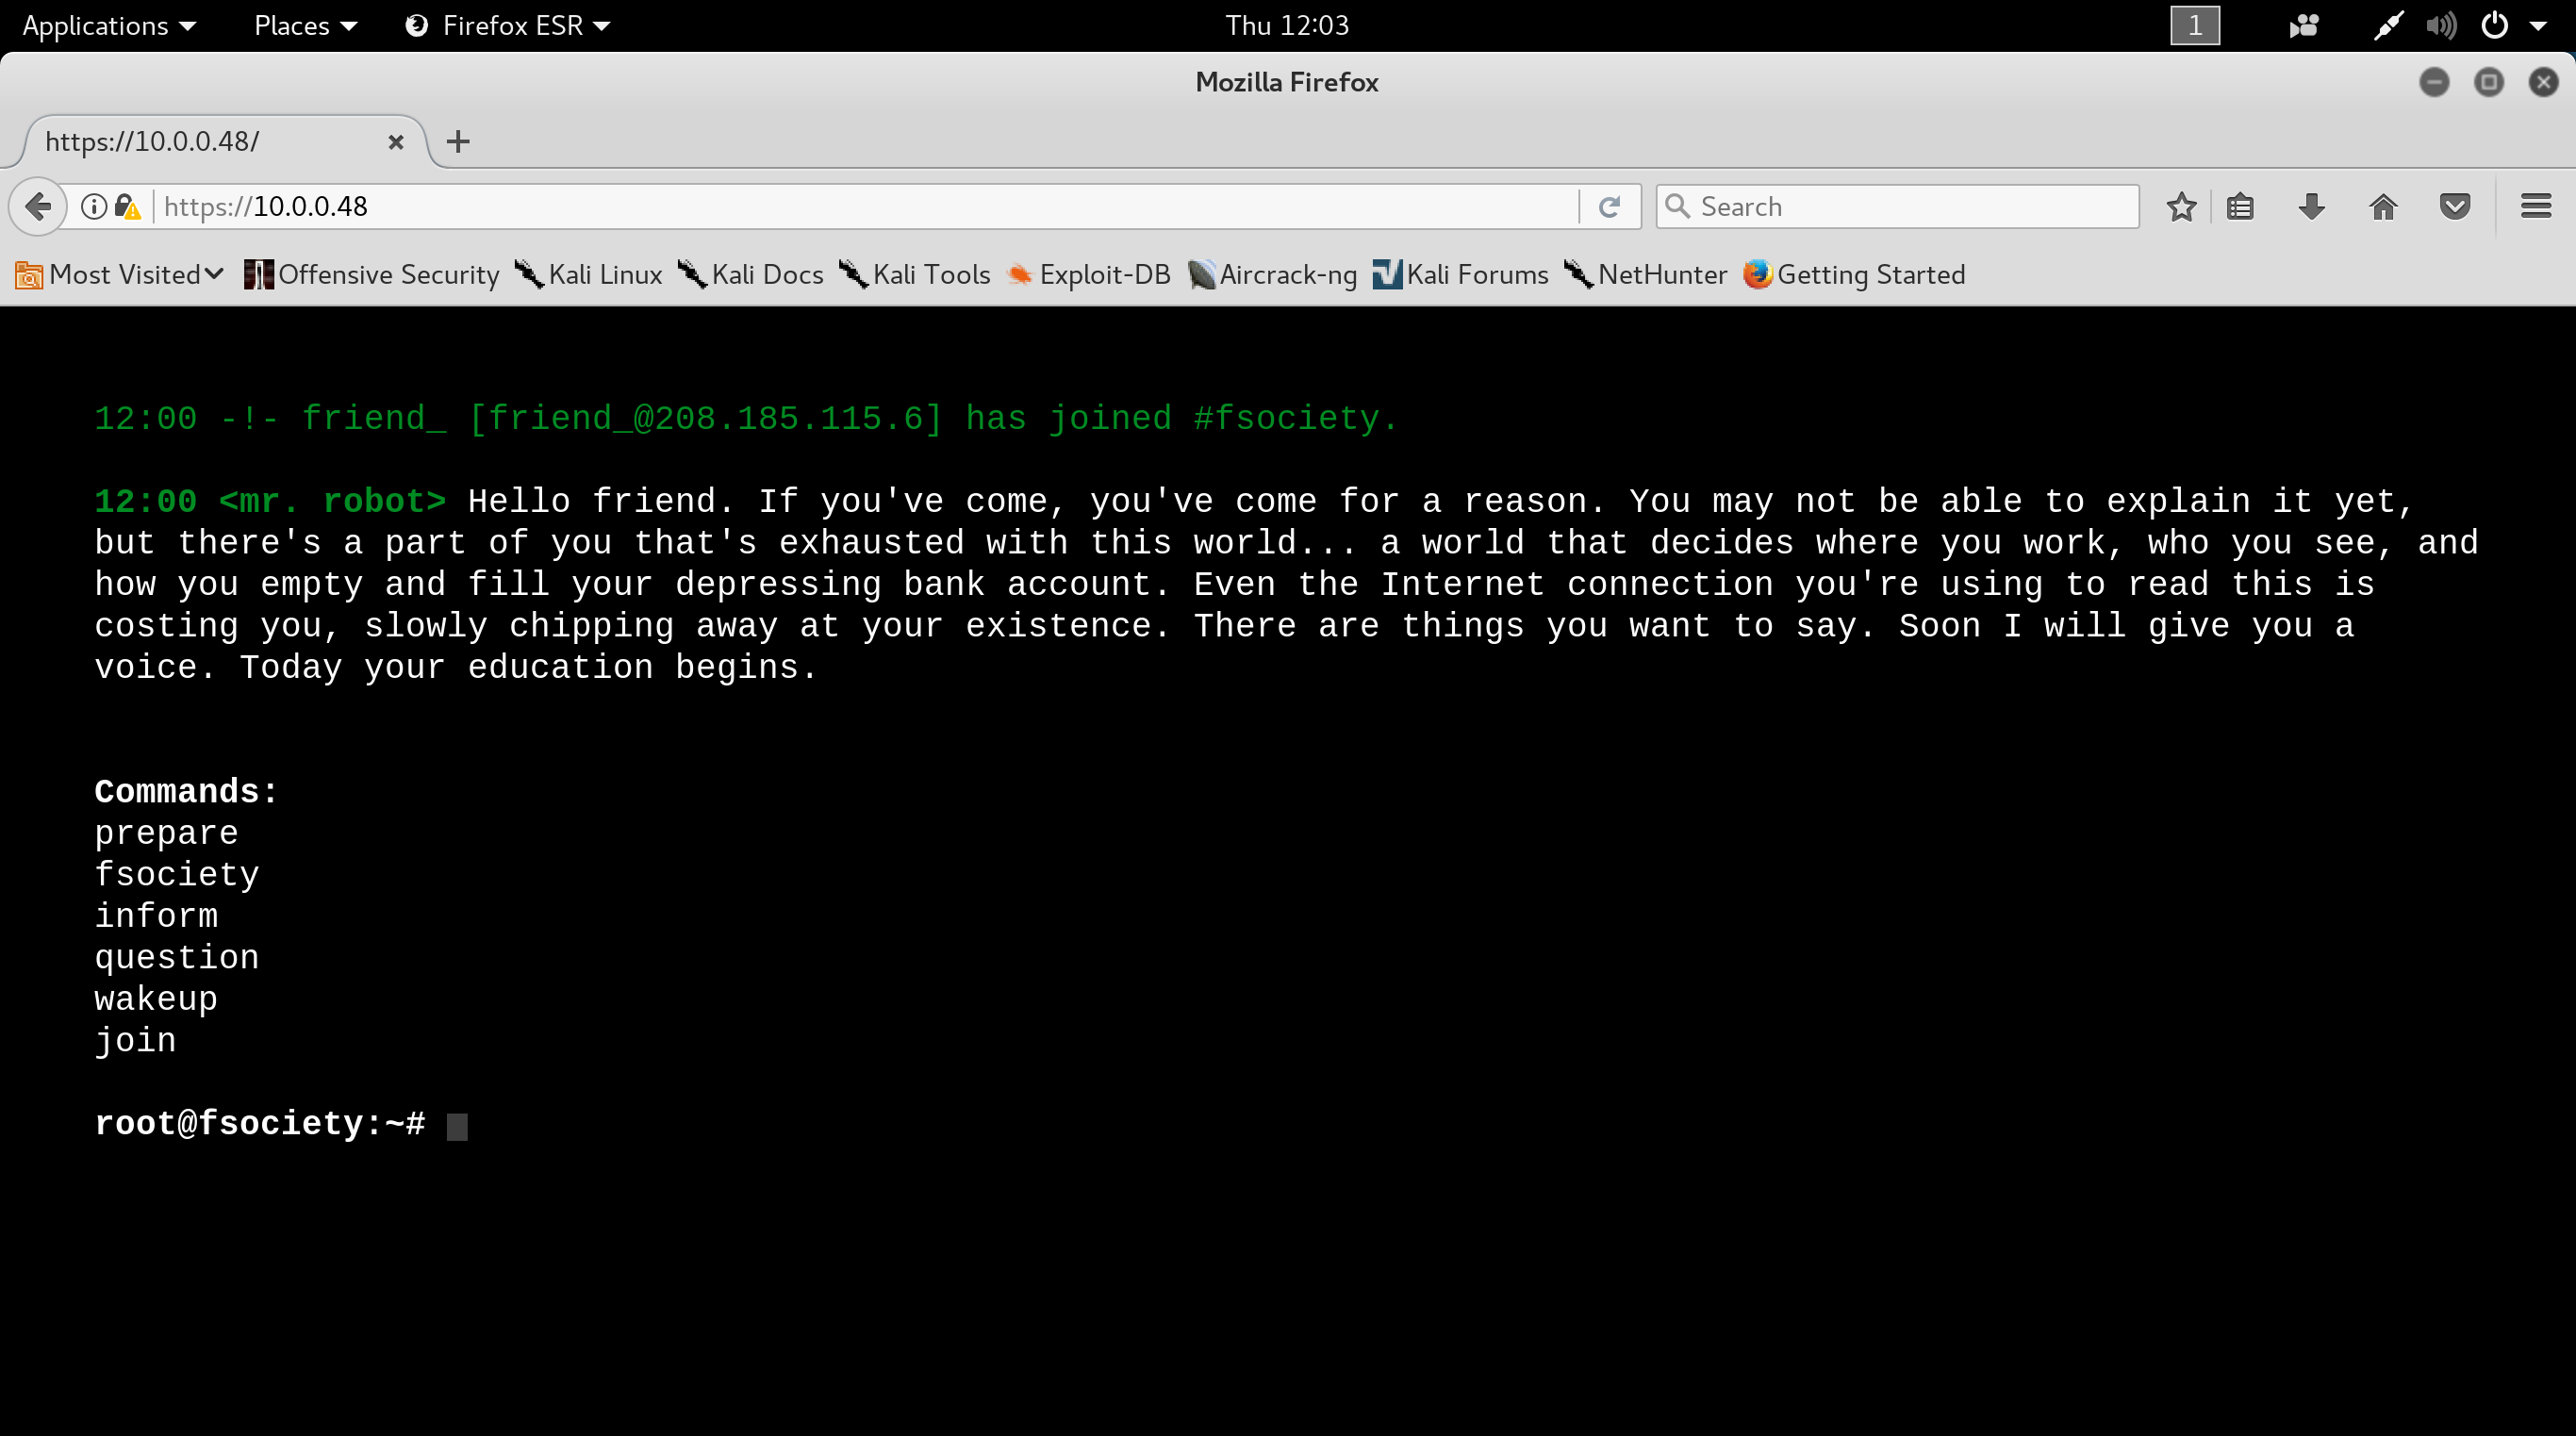 Applications Places Firefox ESR Thu 12:03 1
Mozilla Firefox
https://10.0.0.48/
https://10.0.0.48 Search
Most Visited Offensive Security Kali Linux Kali Docs Kali Tools Exploit-DB Aircrack-ng Kali Forums NetHunter Getting Started
12:00 -!- friend_ [friend_@208.185.115.6] has joined #fsociety.
12:00 <mr. robot> Hello friend. If you've come, you've come for a reason. You may not be able to explain it yet,
but there's a part of you that's exhausted with this world... a world that decides where you work, who you see, and
how you empty and fill your depressing bank account. Even the Internet connection you're using to read this is
costing you, slowly chipping away at your existence. There are things you want to say. Soon I will give you a
voice. Today your education begins.
Commands:
prepare
fsociety
inform
question
wakeup
join
root@fsociety:~#